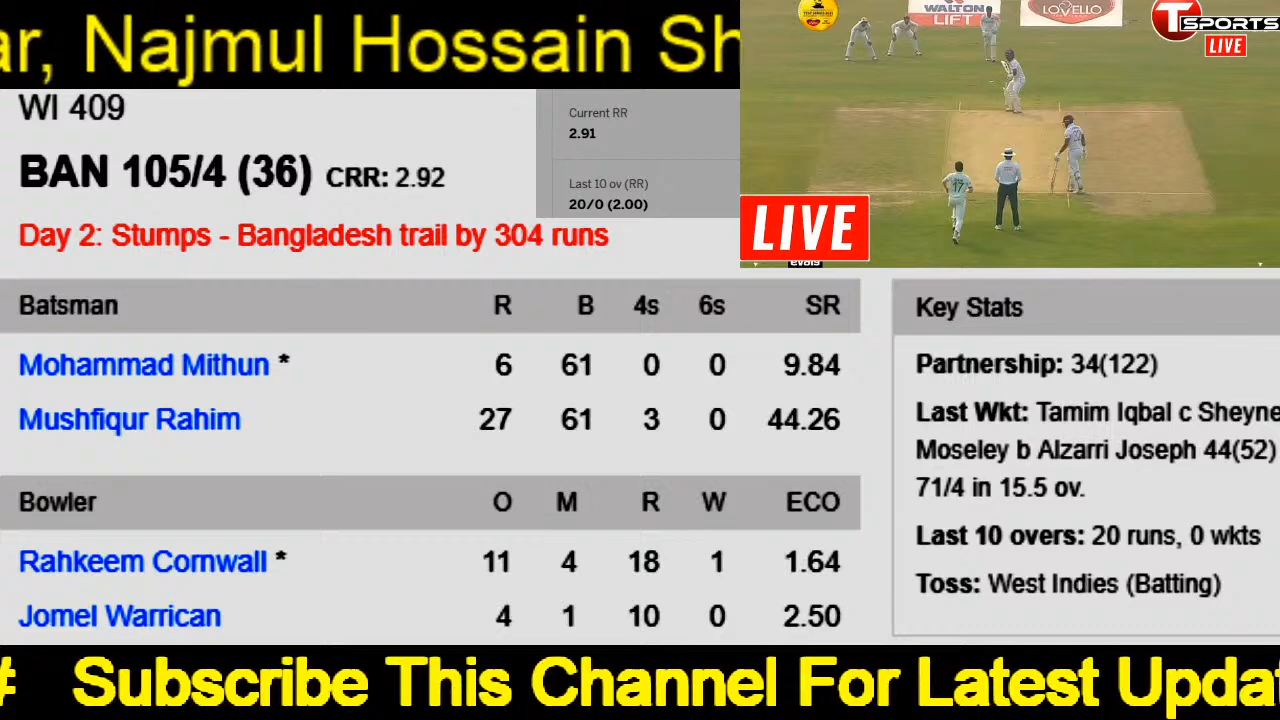 ar, Najmul Hossain Sh
WI 409
BAN 105/4 (36) CRR: 2.92
Day 2: Stumps - Bangladesh trail by 304 runs
Current RR
2.91
Last 10 ov (RR)
20/0 (2.00)
WALTON
LIFT
LOVELLO
T SPORTS
LIVE
17
LIVE
evaly
Batsman R B 4s 6s SR
Mohammad Mithun * 6 61 0 0 9.84
Mushfiqur Rahim 27 61 3 0 44.26
Bowler O M R W ECO
Rahkeem Cornwall * 11 4 18 1 1.64
Jomel Warrican 4 1 10 0 2.50
Key Stats
Partnership: 34(122)
Last Wkt: Tamim Iqbal c Sheyne
Moseley b Alzarri Joseph 44(52)
71/4 in 15.5 ov.
Last 10 overs: 20 runs, 0 wkts
Toss: West Indies (Batting)
# Subscribe This Channel For Latest Updat